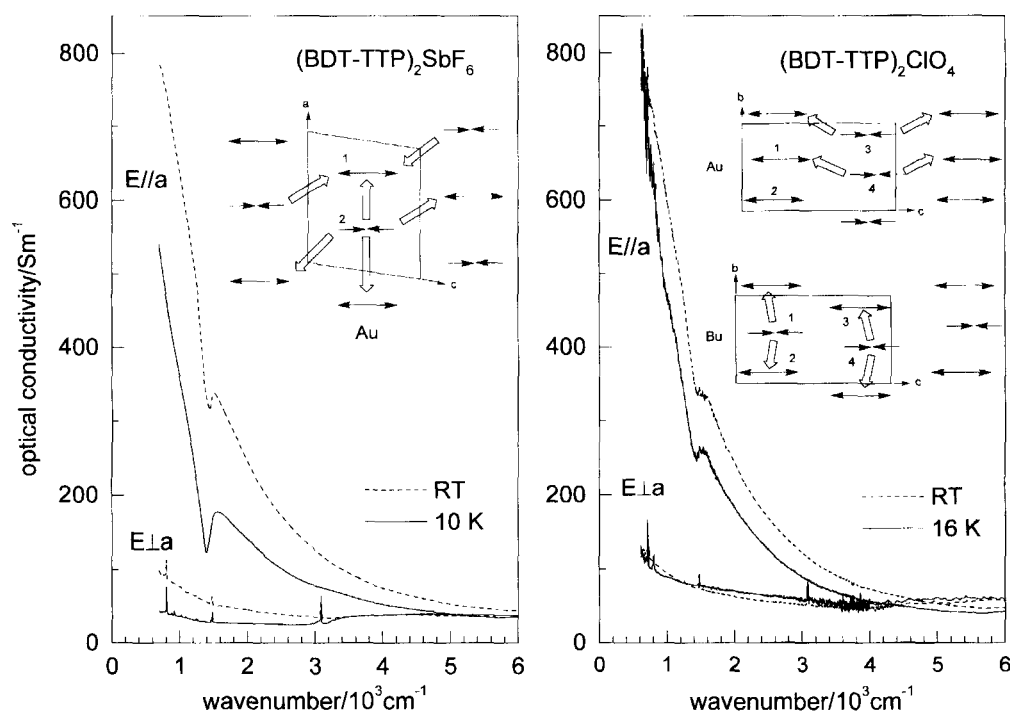 800
600
400
200
0
optical conductivity/Sm⁻¹
(BDT-TTP)₂SbF₆
E//a
a
1
2
c
Au
RT
10 K
E⊥a
0 1 2 3 4 5 6
wavenumber/10³cm⁻¹
800
600
400
200
0
(BDT-TTP)₂ClO₄
E//a
b
Au
1
2
3
4
c
b
Bu
1
2
3
4
c
RT
16 K
E⊥a
0 1 2 3 4 5 6
wavenumber/10³cm⁻¹